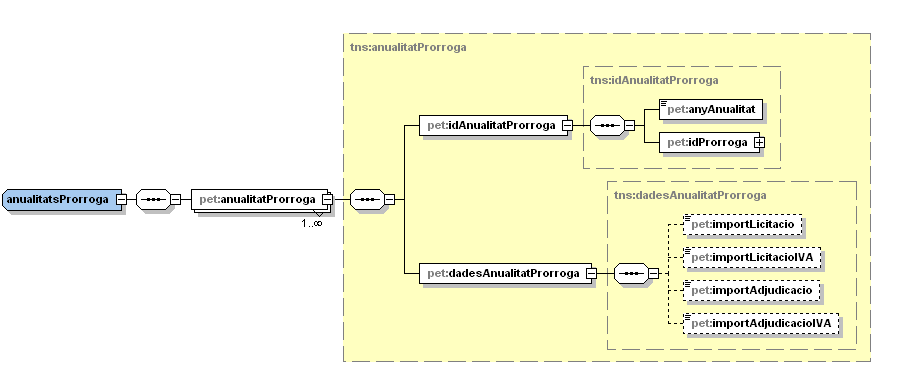 tns:anualitatProrroga
tns:idAnualitatProrroga
pet:anyAnualitat
pet:idAnualitatProrroga
pet:idProrroga
anualitatsProrroga
pet:anualitatProrroga
1..∞
tns:dadesAnualitatProrroga
pet:importLicitacio
pet:importLicitacioIVA
pet:dadesAnualitatProrroga
pet:importAdjudicacio
pet:importAdjudicacioIVA